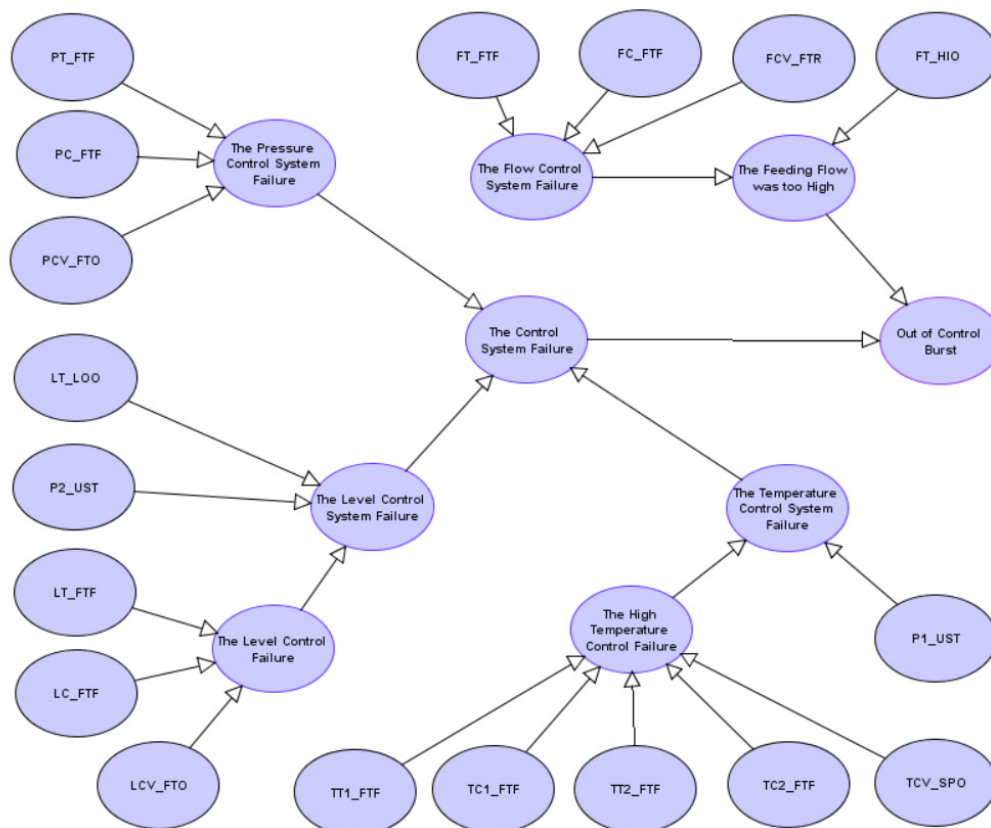 PT_FTF
FT_FTF
FC_FTF
FCV_FTR
FT_HIO
PC_FTF
The Pressure
Control System
Failure
The Flow Control
System Failure
The Feeding Flow
was too High
PCV_FTO
The Control
System Failure
Out of Control
Burst
LT_LOO
P2_UST
The Level Control
System Failure
The Temperature
Control System
Failure
LT_FTF
The Level Control
Failure
The High
Temperature
Control Failure
P1_UST
LC_FTF
LCV_FTO
TT1_FTF
TC1_FTF
TT2_FTF
TC2_FTF
TCV_SPO